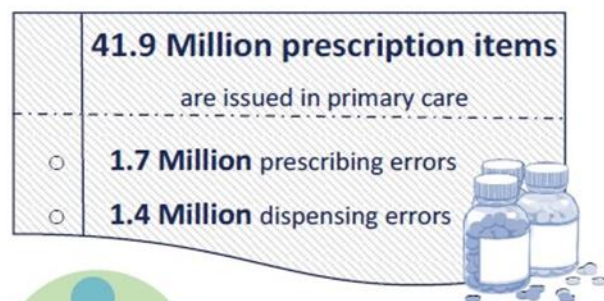 41.9 Million prescription items
are issued in primary care
1.7 Million prescribing errors
1.4 Million dispensing errors